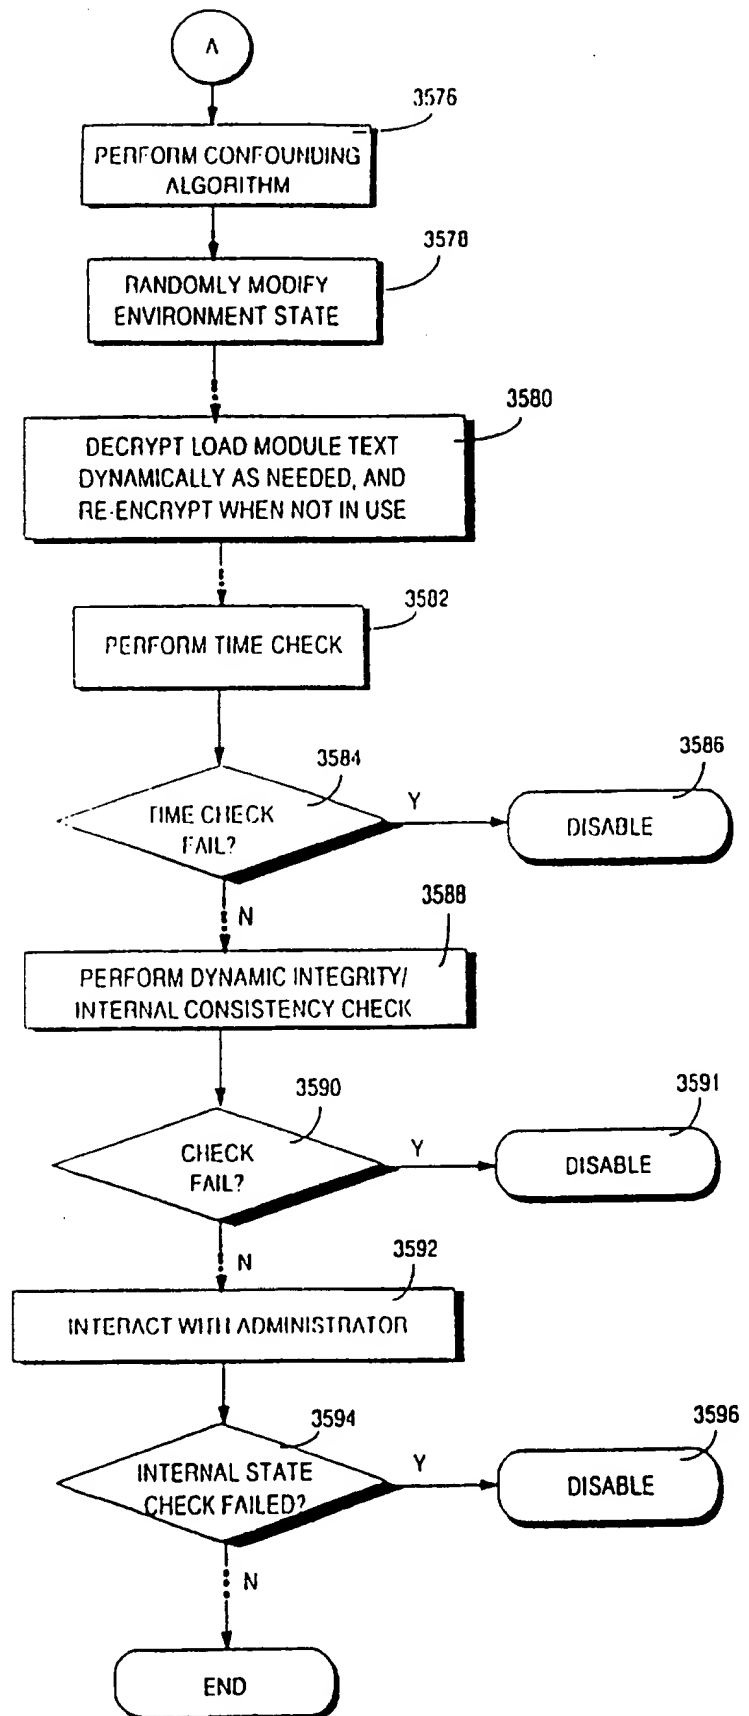 A
3576
PERFORM CONFOUNDING
ALGORITHM
3578
RANDOMLY MODIFY
ENVIRONMENT STATE
3580
DECRYPT LOAD MODULE TEXT
DYNAMICALLY AS NEEDED, AND
RE-ENCRYPT WHEN NOT IN USE
3582
PERFORM TIME CHECK
3584
3586
TIME CHECK
FAIL?
Y
DISABLE
N
3588
PERFORM DYNAMIC INTEGRITY/
INTERNAL CONSISTENCY CHECK
3590
3591
CHECK
FAIL?
Y
DISABLE
N
3592
INTERACT WITH ADMINISTRATOR
3594
3596
INTERNAL STATE
CHECK FAILED?
Y
DISABLE
N
END